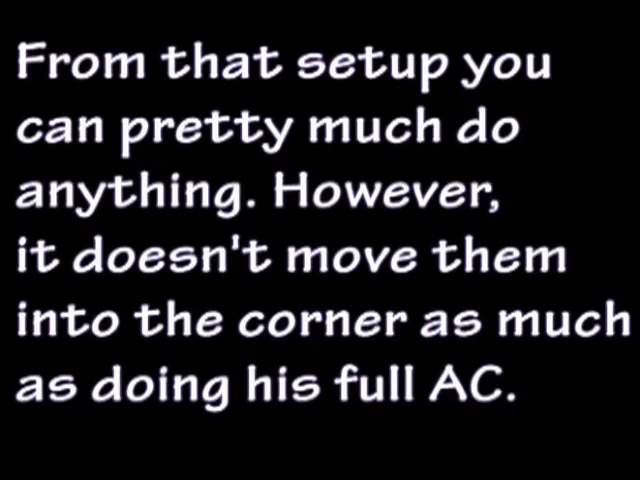 From that setup you
can pretty much do
anything. However,
it doesn't move them
into the corner as much
as doing his full AC.